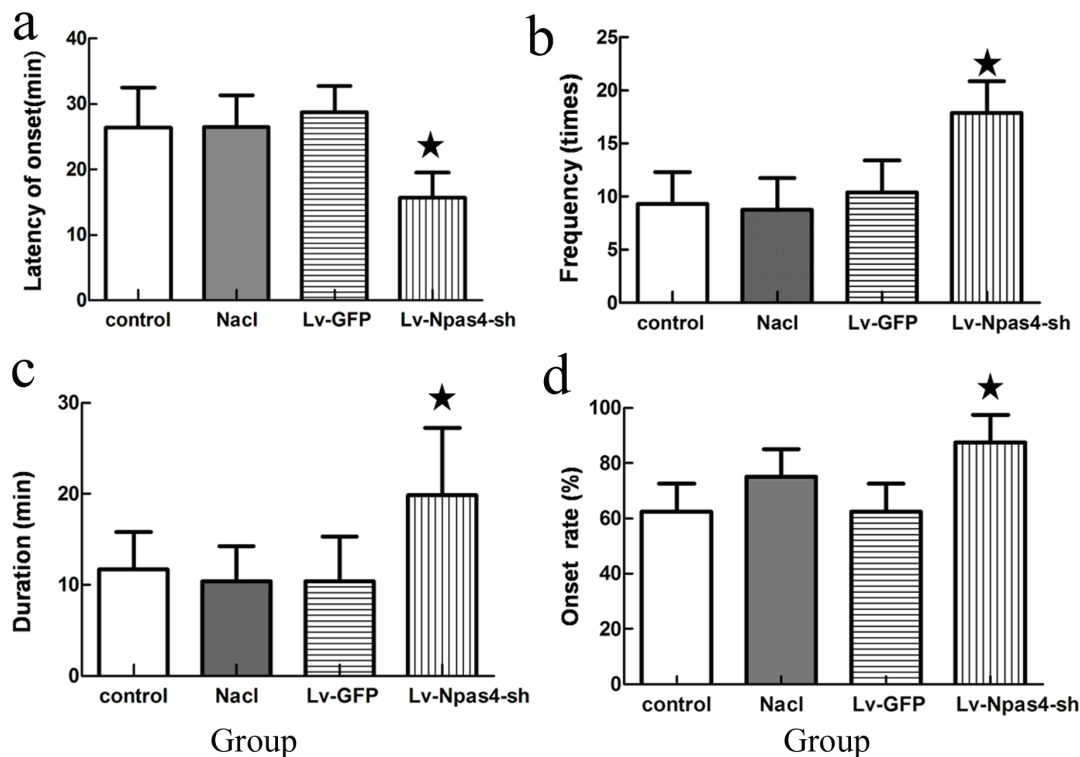 a
Latency of onset(min)
40
30
20
10
0
★
control Nacl Lv-GFP Lv-Npas4-sh
b
Frequency (times)
25
20
15
10
5
0
★
control Nacl Lv-GFP Lv-Npas4-sh
c
Duration (min)
30
20
10
0
★
control Nacl Lv-GFP Lv-Npas4-sh
Group
d
Onset rate (%)
100
80
60
40
20
0
★
control Nacl Lv-GFP Lv-Npas4-sh
Group